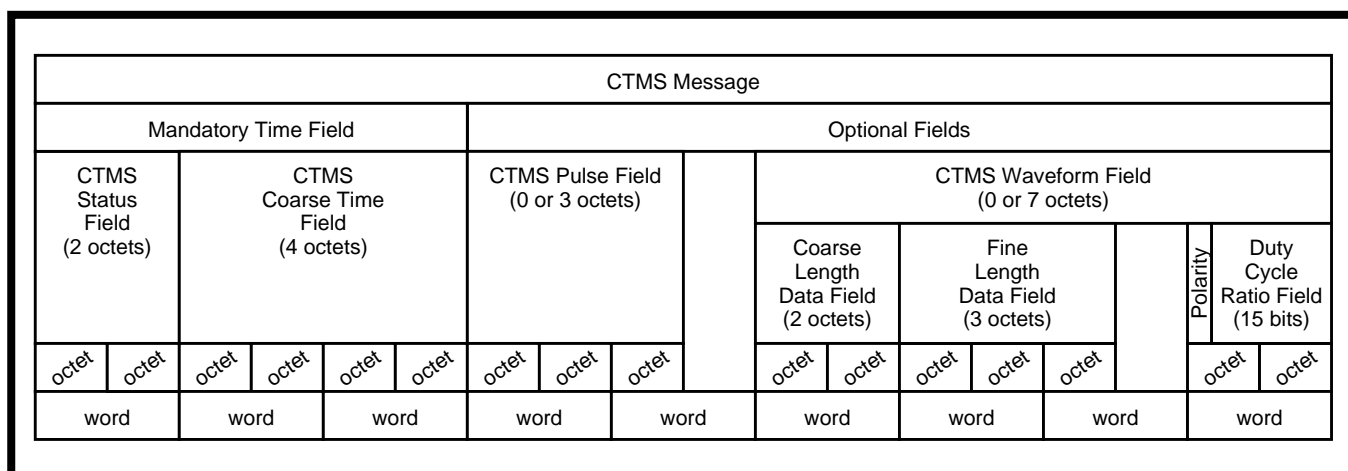 CTMS Message
Mandatory Time Field
Optional Fields
CTMS
Status
Field
(2 octets)
CTMS
Coarse Time
Field
(4 octets)
CTMS Pulse Field
(0 or 3 octets)
CTMS Waveform Field
(0 or 7 octets)
Coarse
Length
Data Field
(2 octets)
Fine
Length
Data Field
(3 octets)
Polarity
Duty
Cycle
Ratio Field
(15 bits)
octet octet octet octet octet octet octet octet octet octet octet octet octet octet octet octet
word word word word word word word word word